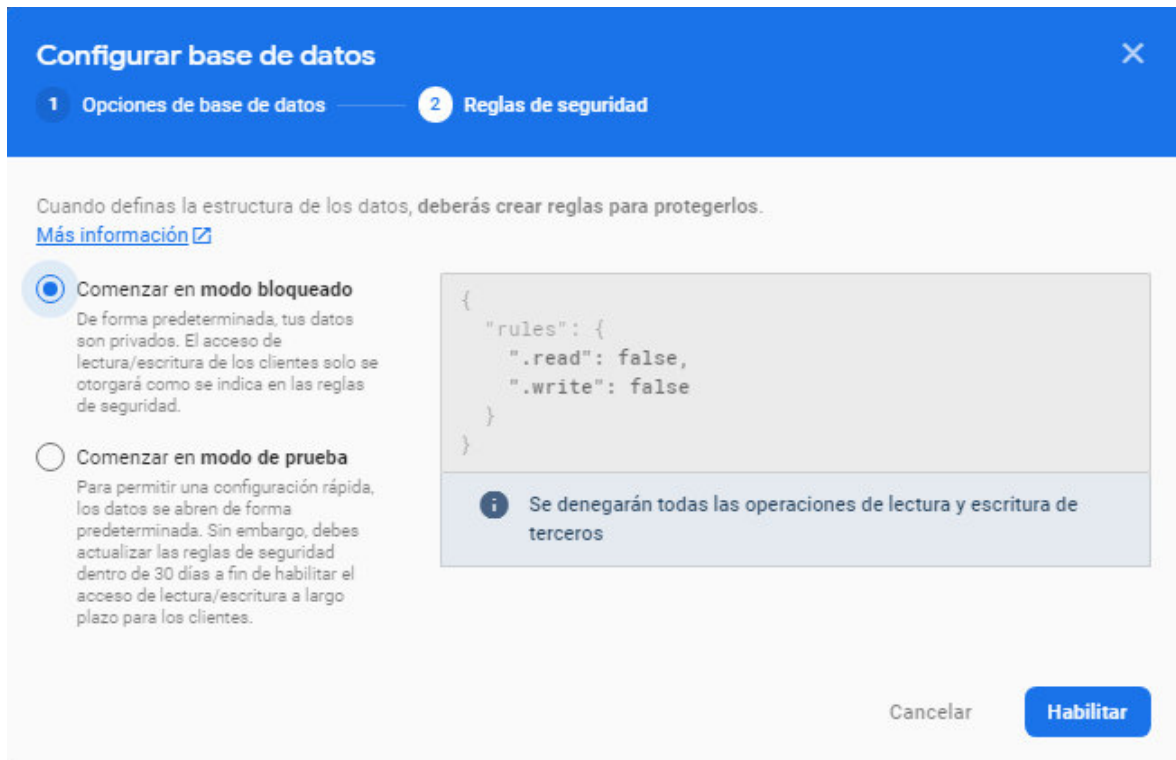 Configurar base de datos
1 Opciones de base de datos 2 Reglas de seguridad
Cuando definas la estructura de los datos, deberás crear reglas para protegerlos.
Más información
Comenzar en modo bloqueado
De forma predeterminada, tus datos
son privados. El acceso de
lectura/escritura de los clientes solo se
otorgará como se indica en las reglas
de seguridad.
Comenzar en modo de prueba
Para permitir una configuración rápida,
los datos se abren de forma
predeterminada. Sin embargo, debes
actualizar las reglas de seguridad
dentro de 30 días a fin de habilitar el
acceso de lectura/escritura a largo
plazo para los clientes.
{
"rules": {
".read": false,
".write": false
}
}
Se denegarán todas las operaciones de lectura y escritura de
terceros
Cancelar Habilitar